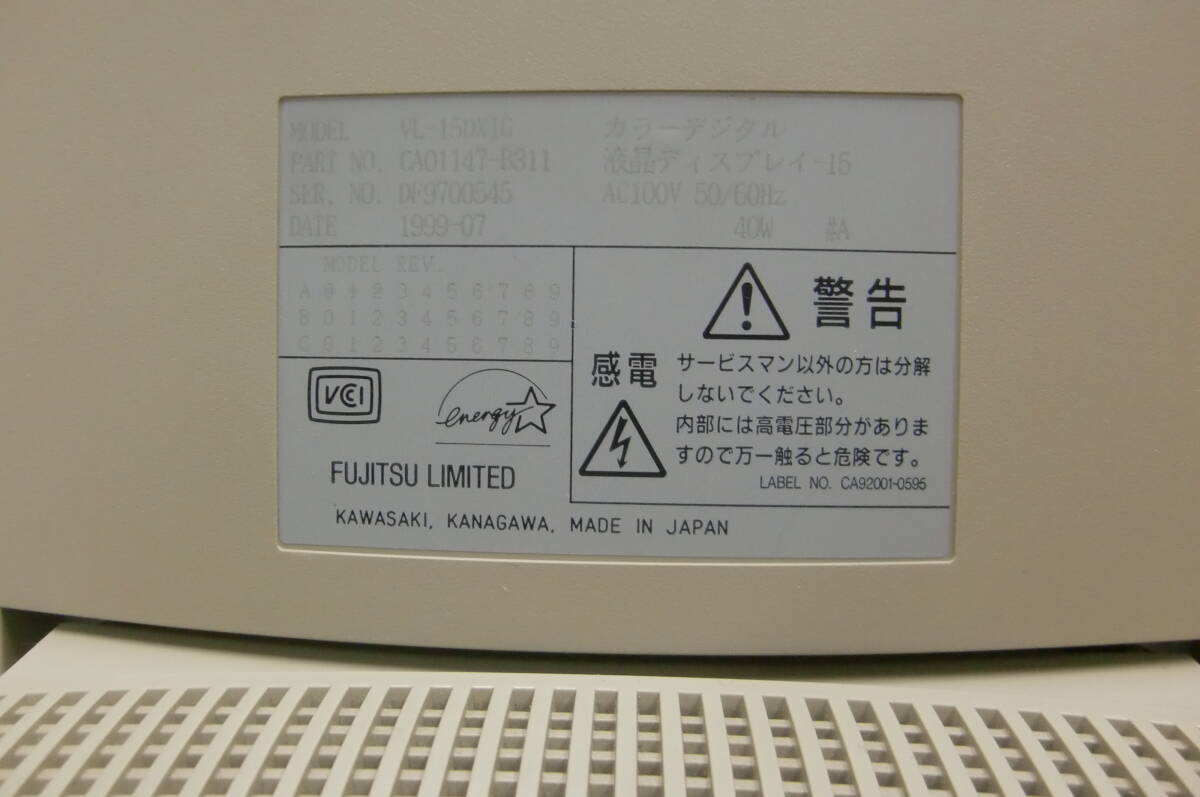 MODEL VL-15DX1G カラーデジタル
PART NO. CA01147-B311 液晶ディスプレイ-15
SER. NO. DF9700545 AC100V 50/60Hz
DATE 1999-07 40W #A
MODEL REV.
A 0 1 2 3 4 5 6 7 8 9
B 0 1 2 3 4 5 6 7 8 9
C 0 1 2 3 4 5 6 7 8 9
VCCI
energy
FUJITSU LIMITED
警告
感電
サービスマン以外の方は分解
しないでください。
内部には高電圧部分がありま
すので万一触ると危険です。
LABEL NO. CA92001-0595
KAWASAKI, KANAGAWA, MADE IN JAPAN